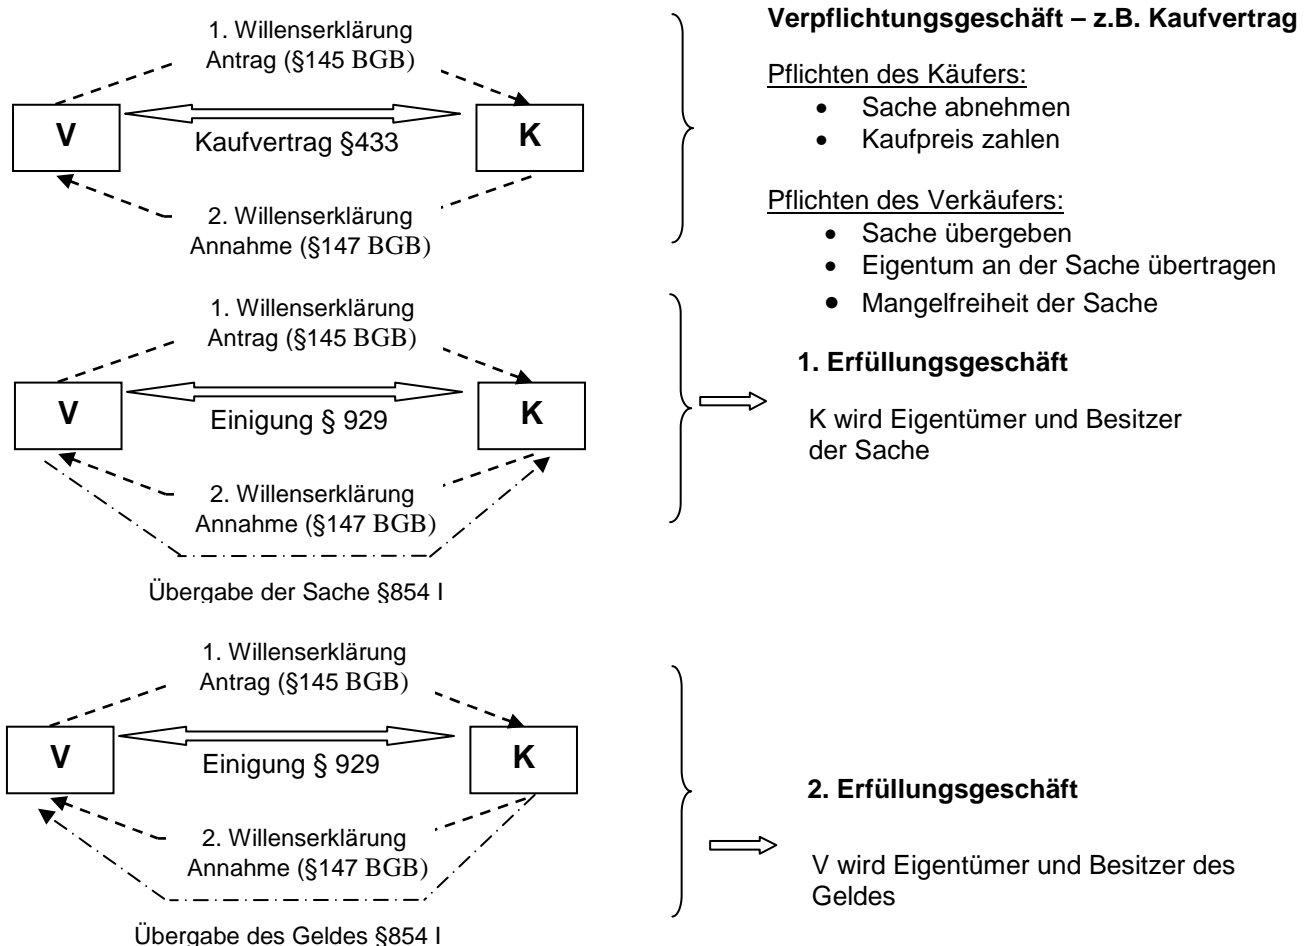 1. Willenserklärung
Antrag (§145 BGB)
V
K
Kaufvertrag §433
2. Willenserklärung
Annahme (§147 BGB)
Verpflichtungsgeschäft – z.B. Kaufvertrag
Pflichten des Käufers:
• Sache abnehmen
• Kaufpreis zahlen
Pflichten des Verkäufers:
• Sache übergeben
• Eigentum an der Sache übertragen
• Mangelfreiheit der Sache
1. Willenserklärung
Antrag (§145 BGB)
V
K
Einigung § 929
2. Willenserklärung
Annahme (§147 BGB)
Übergabe der Sache §854 I
1. Erfüllungsgeschäft
K wird Eigentümer und Besitzer
der Sache
1. Willenserklärung
Antrag (§145 BGB)
V
K
Einigung § 929
2. Willenserklärung
Annahme (§147 BGB)
Übergabe des Geldes §854 I
2. Erfüllungsgeschäft
V wird Eigentümer und Besitzer des
Geldes